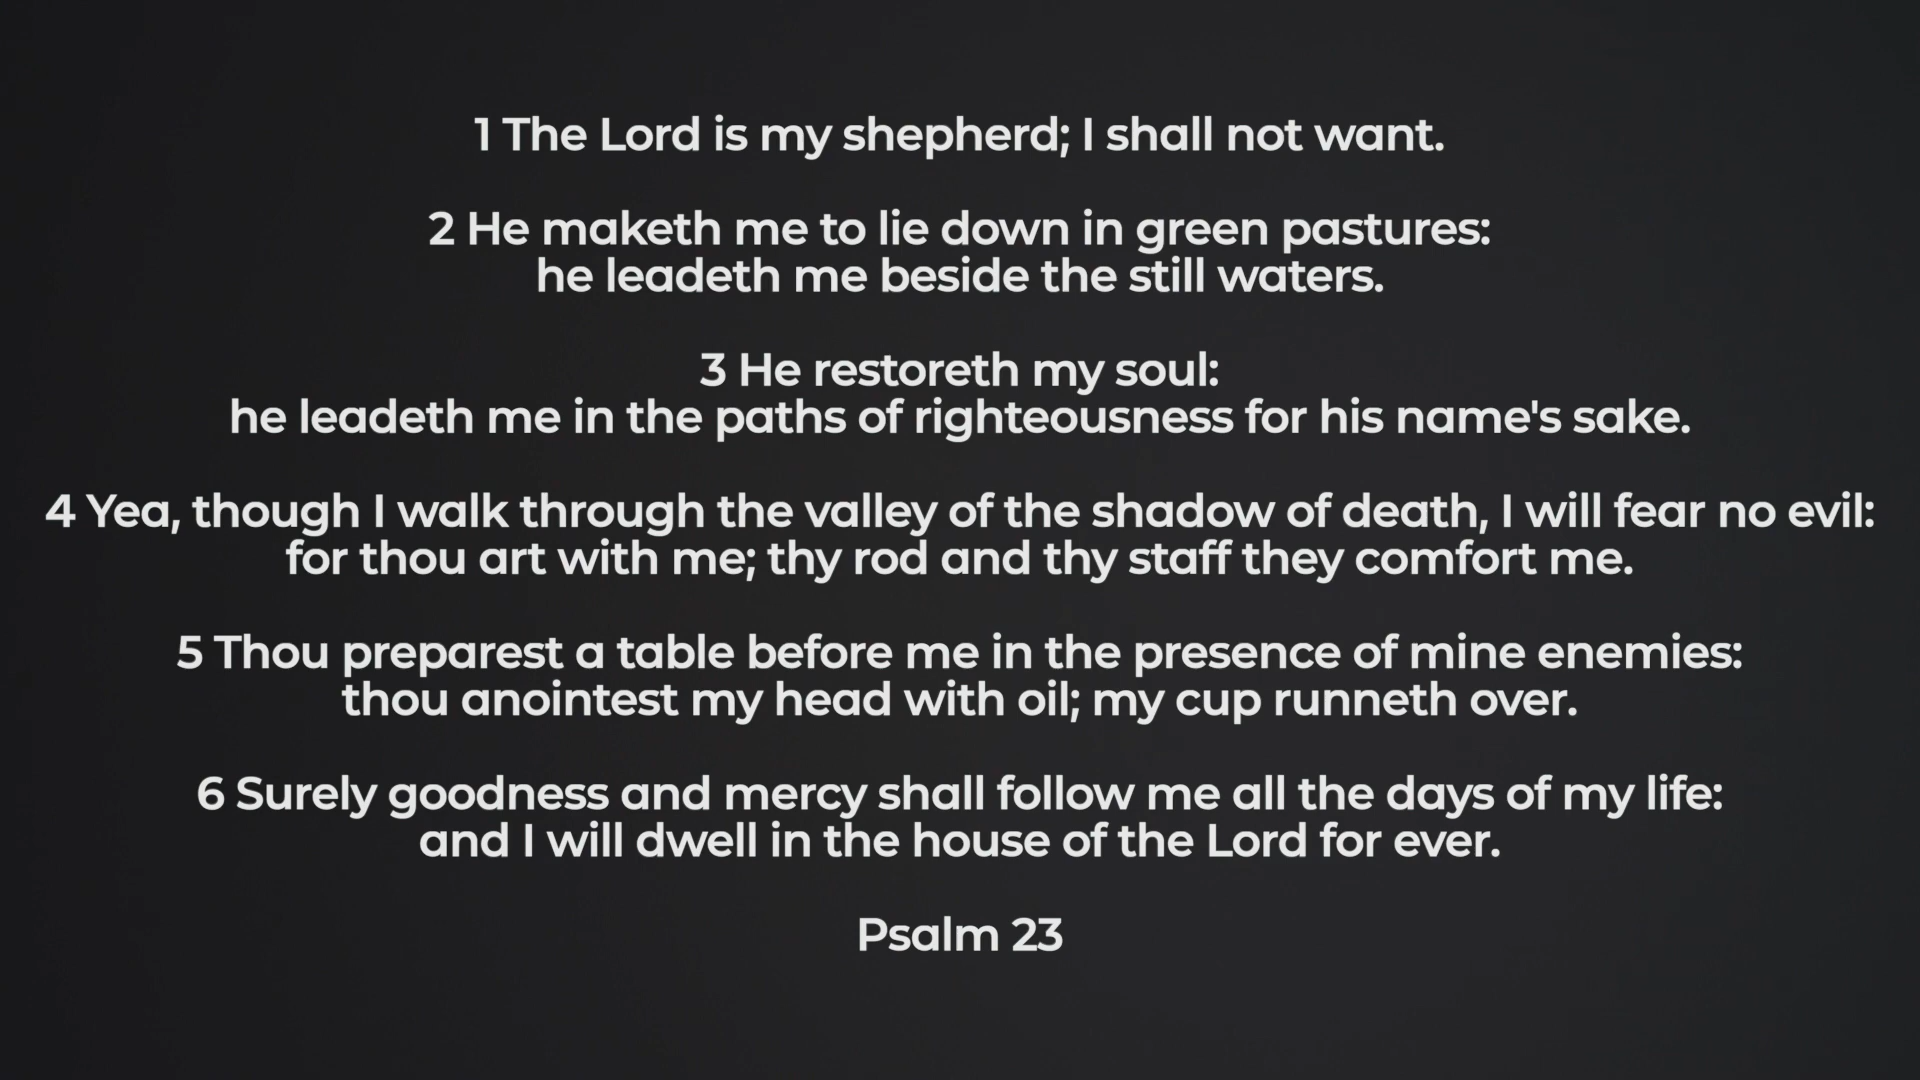 1 The Lord is my shepherd; I shall not want.
2 He maketh me to lie down in green pastures:
he leadeth me beside the still waters.
3 He restoreth my soul:
he leadeth me in the paths of righteousness for his name's sake.
4 Yea, though I walk through the valley of the shadow of death, I will fear no evil:
for thou art with me; thy rod and thy staff they comfort me.
5 Thou preparest a table before me in the presence of mine enemies:
thou anointest my head with oil; my cup runneth over.
6 Surely goodness and mercy shall follow me all the days of my life:
and I will dwell in the house of the Lord for ever.
Psalm 23